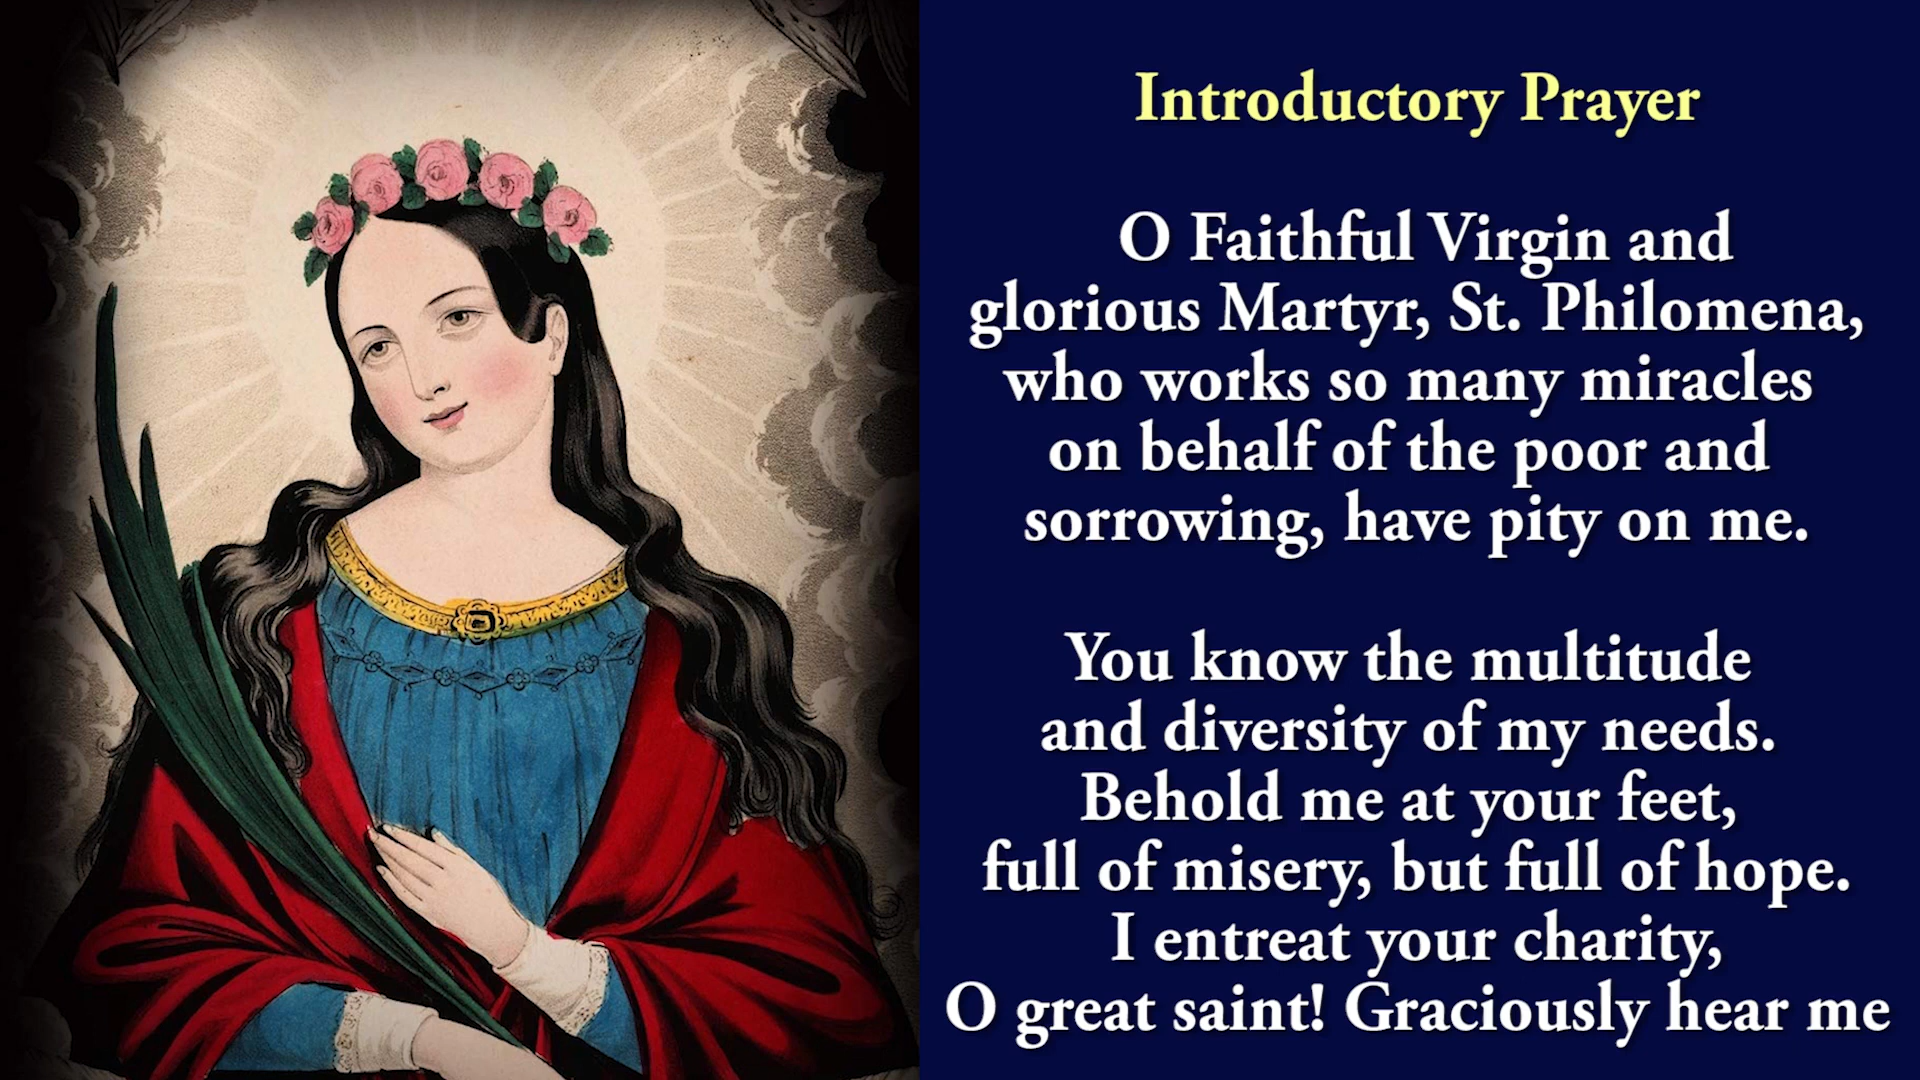 Introductory Prayer
O Faithful Virgin and
glorious Martyr, St. Philomena,
who works so many miracles
on behalf of the poor and
sorrowing, have pity on me.
You know the multitude
and diversity of my needs.
Behold me at your feet,
full of misery, but full of hope.
I entreat your charity,
O great saint! Graciously hear me